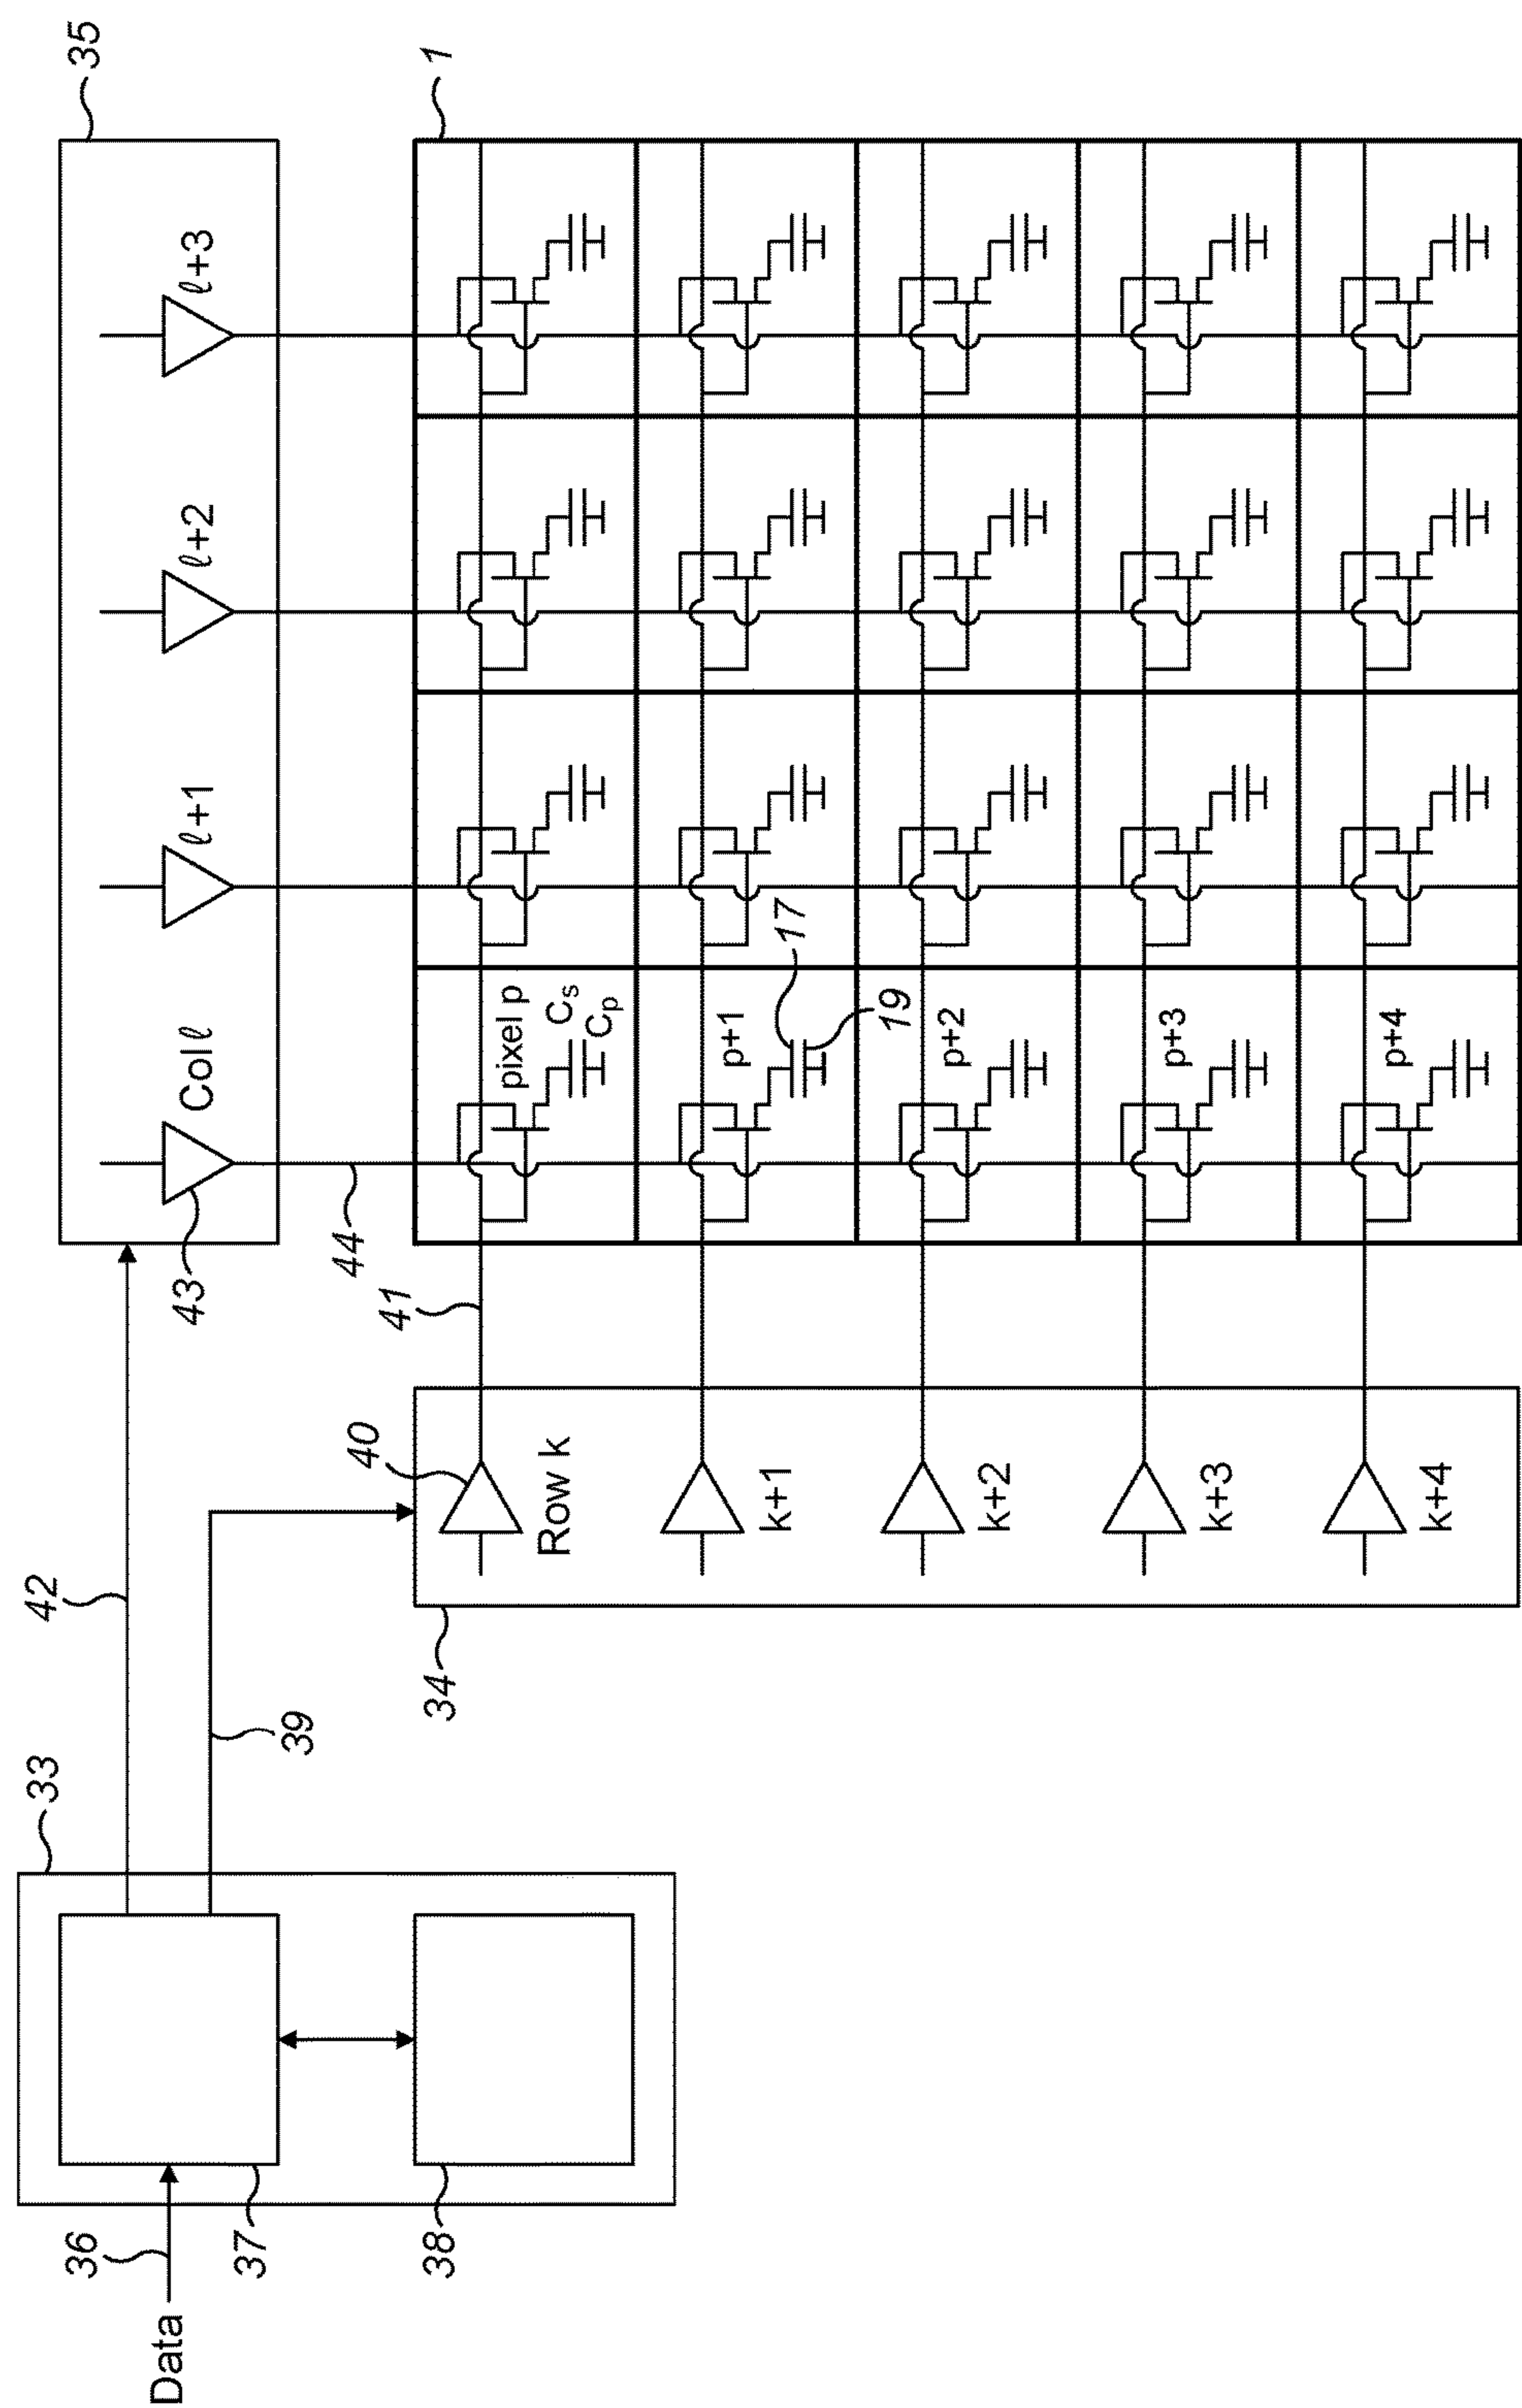 35
Col ℓ
ℓ+1
ℓ+2
ℓ+3
43
42
44
1
33
39
41
36
Data
37
38
34
40
Row k
k+1
k+2
k+3
k+4
pixel p
Cs
Cp
p+1
17
19
p+2
p+3
p+4